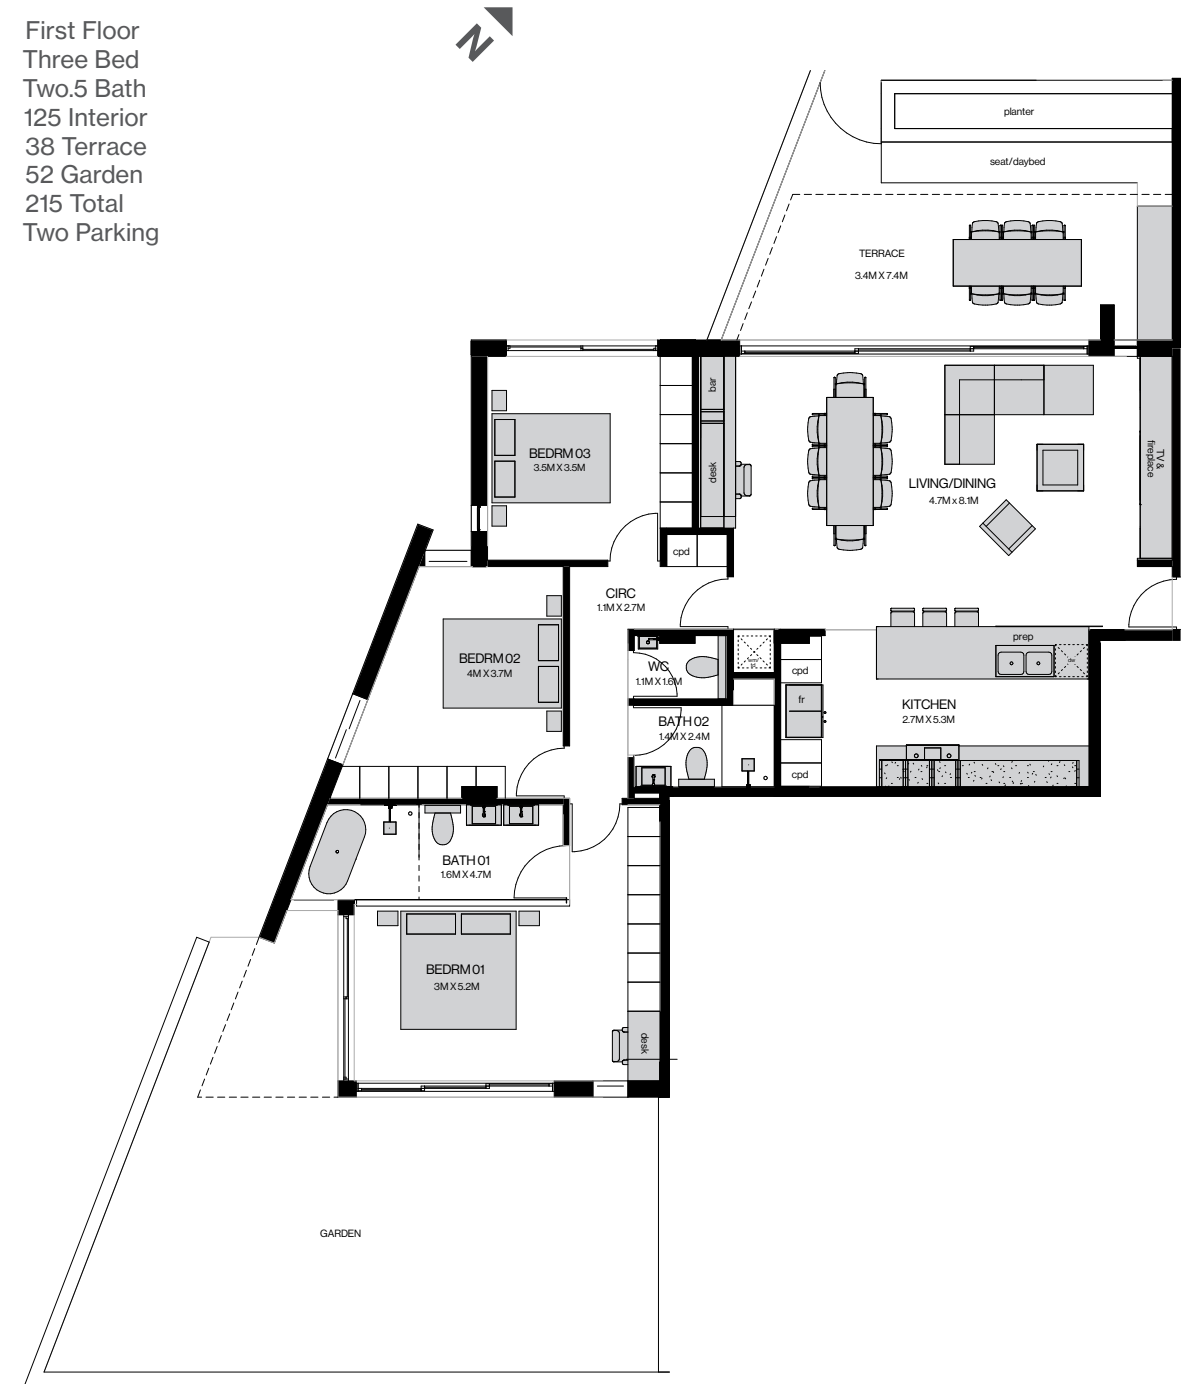 First Floor
Three Bed
Two.5 Bath
125 Interior
38 Terrace
52 Garden
215 Total
Two Parking
N
planter
seat/daybed
TERRACE
3.4M X 7.4M
bar
desk
BEDRM 03
3.5M X 3.5M
LIVING/DINING
4.7M x 8.1M
TV &
fireplace
cpd
CIRC
1.1M X 2.7M
BEDRM 02
4M X 3.7M
WC
1.1M X 1.6M
prep
dw
cpd
fr
KITCHEN
2.7M X 5.3M
BATH 02
1.4M X 2.4M
cpd
BATH 01
1.6M X 4.7M
BEDRM 01
3M X 5.2M
desk
GARDEN